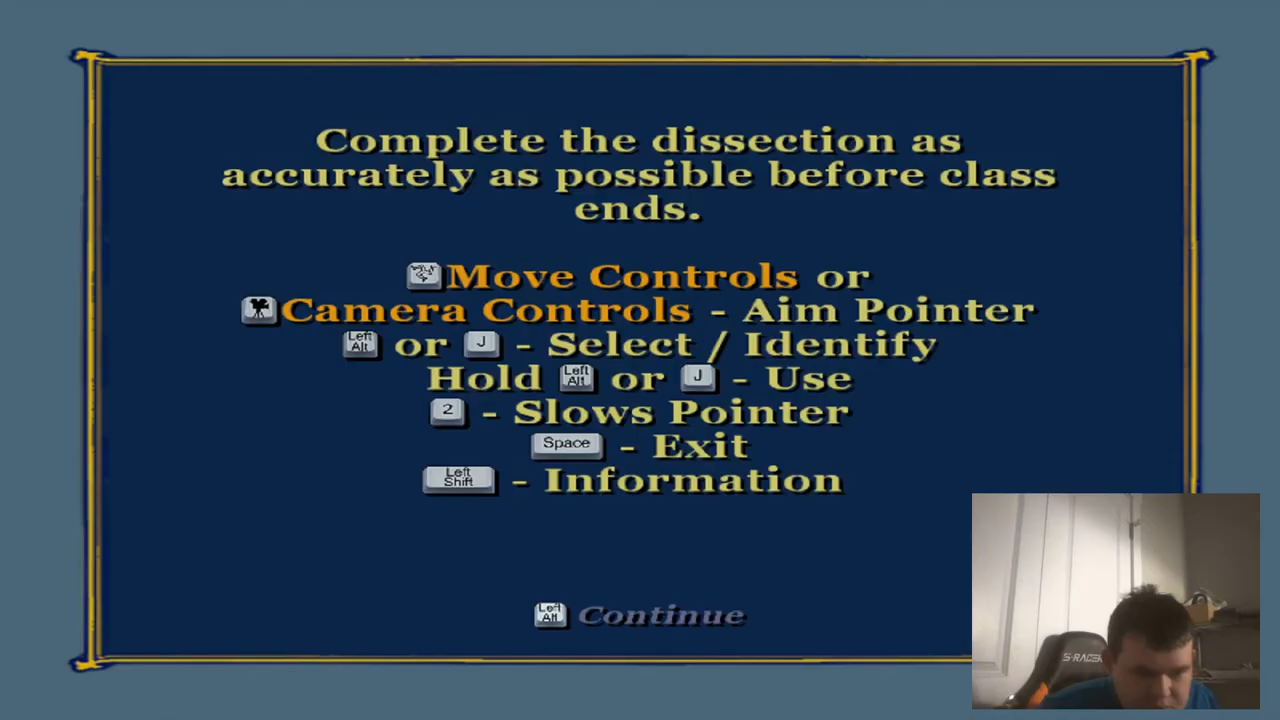 Complete the dissection as
accurately as possible before class
ends.
Move Controls or
Camera Controls - Aim Pointer
Left Alt or J - Select / Identify
Hold Left Alt or J - Use
2 - Slows Pointer
Space - Exit
Left Shift - Information
Left Alt Continue
S-RACER